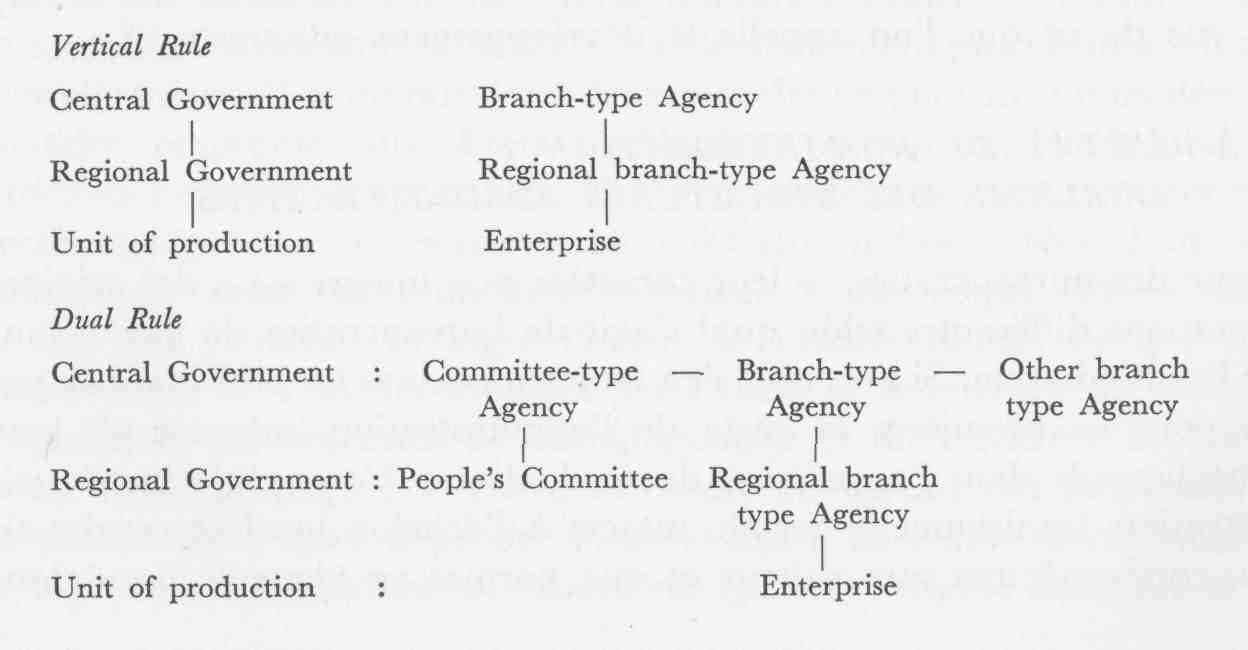 Vertical Rule
Central Government Branch-type Agency
Regional Government Regional branch-type Agency
Unit of production Enterprise
Dual Rule
Central Government : Committee-type — Branch-type — Other branch
Agency Agency type Agency
Regional Government : People's Committee Regional branch
type Agency
Unit of production : Enterprise